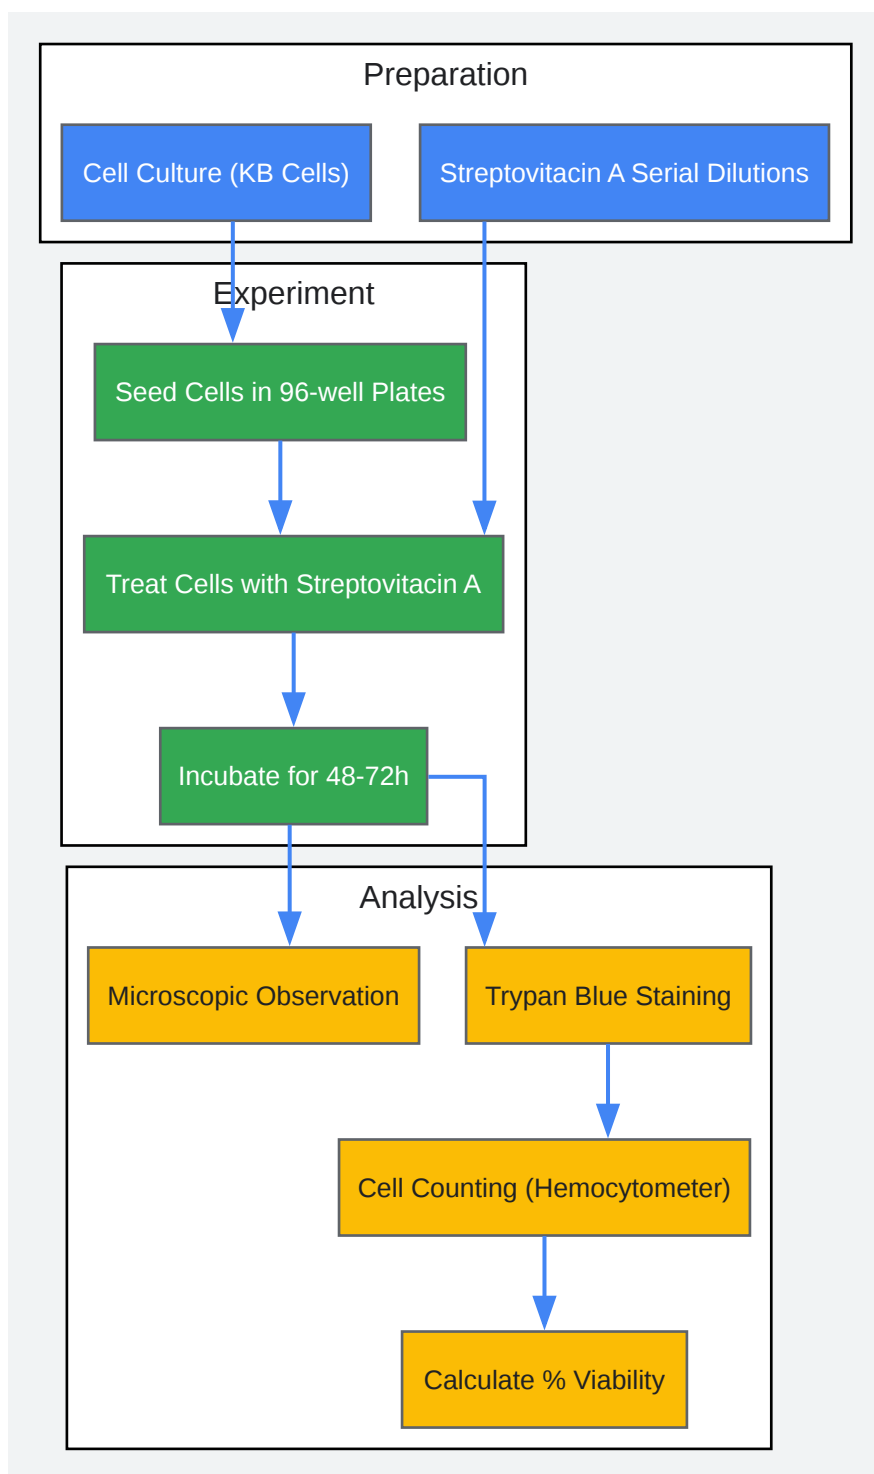 Preparation
Cell Culture (KB Cells)
Streptovitacin A Serial Dilutions
Experiment
Seed Cells in 96-well Plates
Treat Cells with Streptovitacin A
Incubate for 48-72h
Analysis
Microscopic Observation
Trypan Blue Staining
Cell Counting (Hemocytometer)
Calculate % Viability